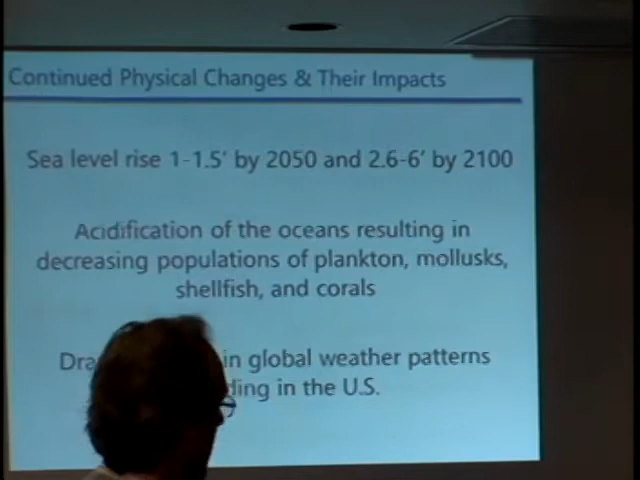 Continued Physical Changes & Their Impacts
Sea level rise 1-1.5' by 2050 and 2.6-6' by 2100
Acidification of the oceans resulting in
decreasing populations of plankton, mollusks,
shellfish, and corals
in global weather patterns
in the U.S.